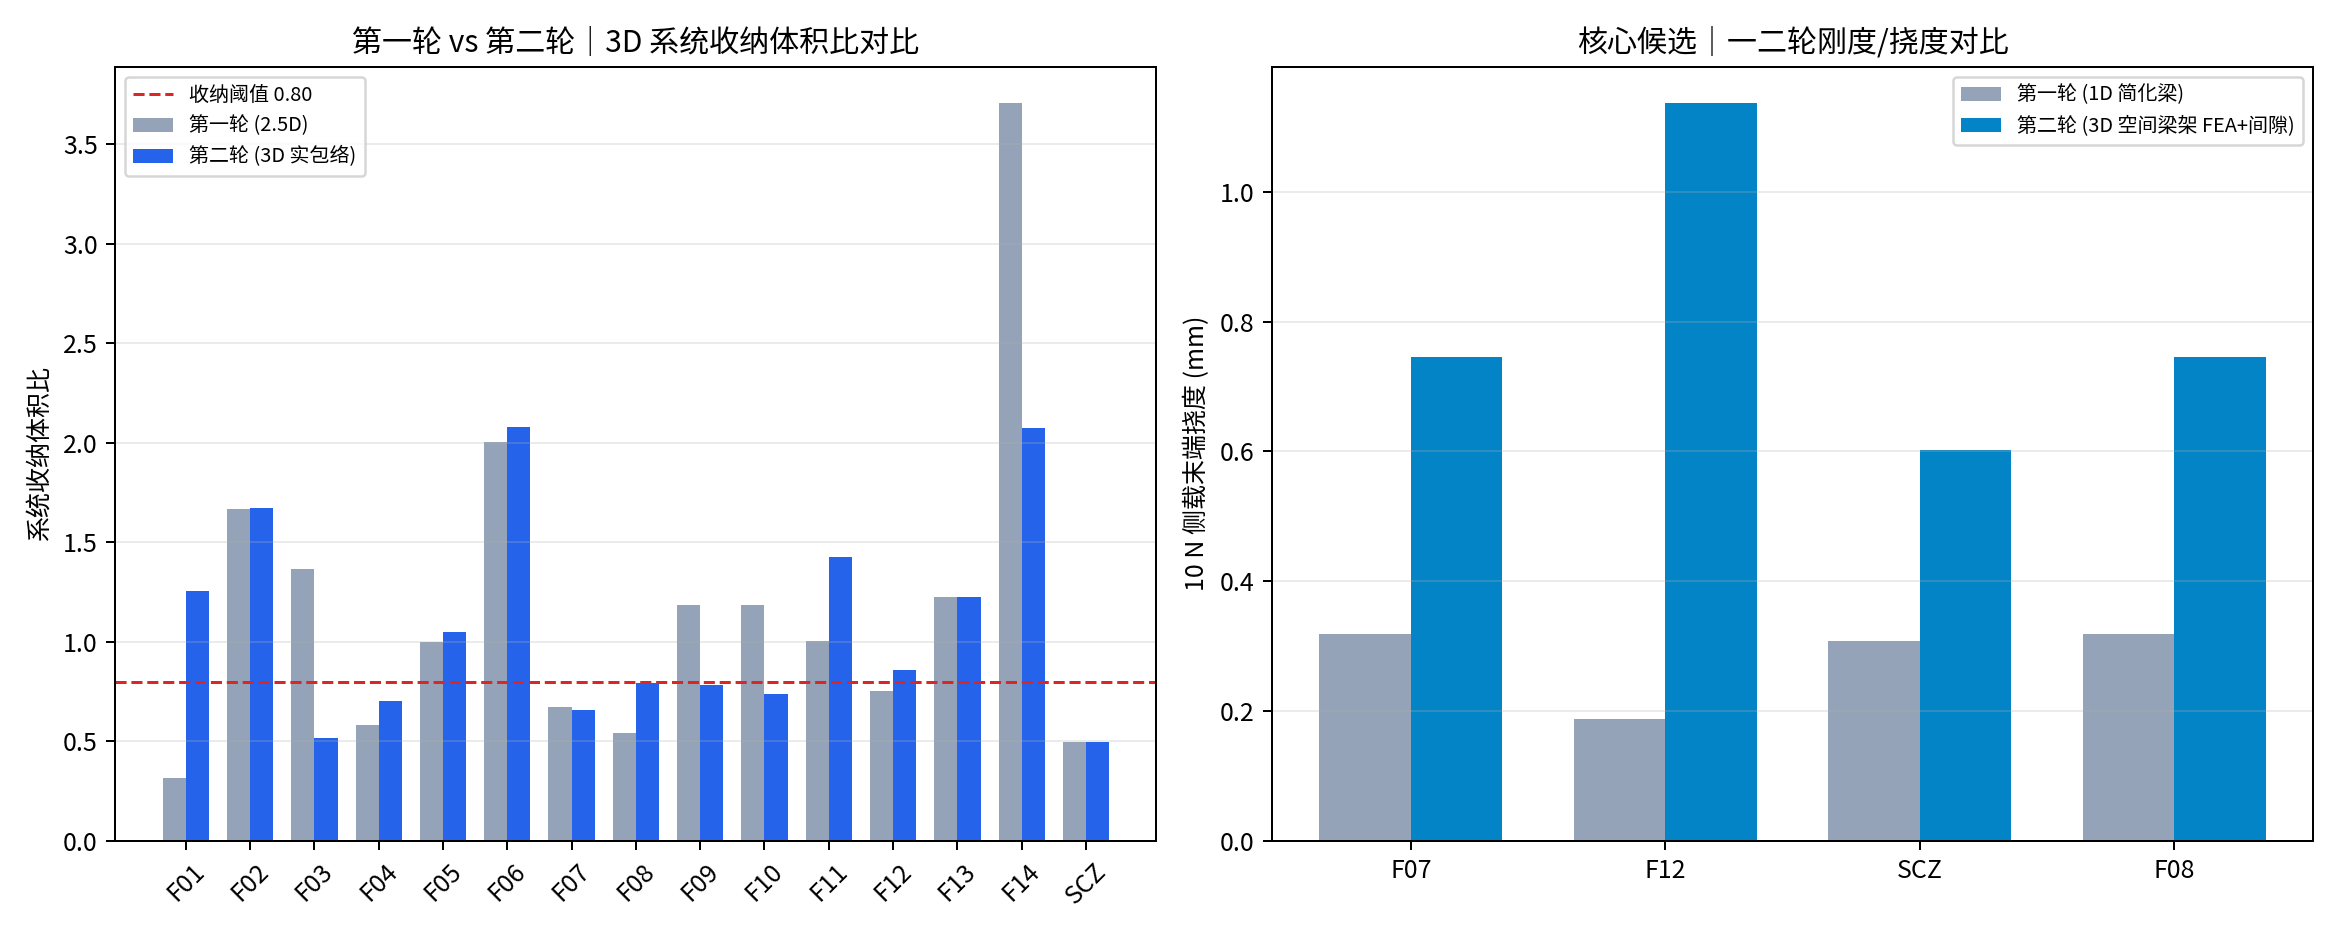 第一轮 vs 第二轮｜3D 系统收纳体积比对比
收纳阈值 0.80
第一轮 (2.5D)
第二轮 (3D 实包络)
系统收纳体积比
3.5
3.0
2.5
2.0
1.5
1.0
0.5
0.0
F01 F02 F03 F04 F05 F06 F07 F08 F09 F10 F11 F12 F13 F14 SCZ
核心候选｜一二轮刚度/挠度对比
第一轮 (1D 简化梁)
第二轮 (3D 空间梁架 FEA+间隙)
10 N 侧载末端挠度 (mm)
1.0
0.8
0.6
0.4
0.2
0.0
F07 F12 SCZ F08